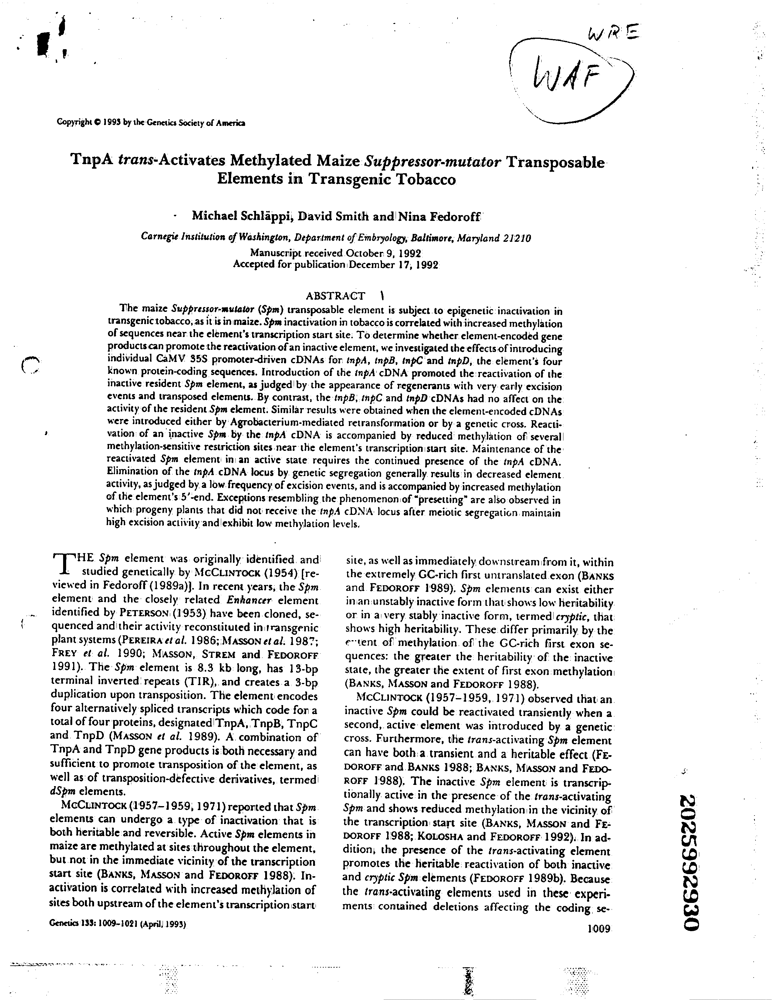 WRE
WAF
Copyright © 1993 by the Genetics Society of America
TnpA trans-Activates Methylated Maize Suppressor-mutator Transposable
Elements in Transgenic Tobacco
Michael Schläppi, David Smith and Nina Fedoroff
Carnegie Institution of Washington, Department of Embryology, Baltimore, Maryland 21210
Manuscript received October 9, 1992
Accepted for publication December 17, 1992
ABSTRACT
The maize Suppressor-mutator (Spm) transposable element is subject to epigenetic inactivation in
transgenic tobacco, as it is in maize. Spm inactivation in tobacco is correlated with increased methylation
of sequences near the element's transcription start site. To determine whether element-encoded gene
products can promote the reactivation of an inactive element, we investigated the effects of introducing
individual CaMV 35S promoter-driven cDNAs for tnpA, tnpB, tnpC and tnpD, the element's four
known protein-coding sequences. Introduction of the tnpA cDNA promoted the reactivation of the
inactive resident Spm element, as judged by the appearance of regenerants with very early excision
events and transposed elements. By contrast, the tnpB, tnpC and tnpD cDNAs had no affect on the
activity of the resident Spm element. Similar results were obtained when the element-encoded cDNAs
were introduced either by Agrobacterium-mediated retransformation or by a genetic cross. Reacti-
vation of an inactive Spm by the tnpA cDNA is accompanied by reduced methylation of several
methylation-sensitive restriction sites near the element's transcription start site. Maintenance of the
reactivated Spm element in an active state requires the continued presence of the tnpA cDNA.
Elimination of the tnpA cDNA locus by genetic segregation generally results in decreased element
activity, as judged by a low frequency of excision events, and is accompanied by increased methylation
of the element's 5'-end. Exceptions resembling the phenomenon of "presetting" are also observed in
which progeny plants that did not receive the tnpA cDNA locus after meiotic segregation maintain
high excision activity and exhibit low methylation levels.
THE Spm element was originally identified and
studied genetically by MCCLINTOCK (1954) [re-
viewed in Fedoroff (1989a)]. In recent years, the Spm
element and the closely related Enhancer element
identified by PETERSON (1953) have been cloned, se-
quenced and their activity reconstituted in transgenic
plant systems (PEREIRA et al. 1986; MASSON et al. 1987;
FREY et al. 1990; MASSON, STREM and FEDOROFF
1991). The Spm element is 8.3 kb long, has 13-bp
terminal inverted repeats (TIR), and creates a 3-bp
duplication upon transposition. The element encodes
four alternatively spliced transcripts which code for a
total of four proteins, designated TnpA, TnpB, TnpC
and TnpD (MASSON et al. 1989). A combination of
TnpA and TnpD gene products is both necessary and
sufficient to promote transposition of the element, as
well as of transposition-defective derivatives, termed
dSpm elements.
MCCLINTOCK (1957-1959, 1971) reported that Spm
elements can undergo a type of inactivation that is
both heritable and reversible. Active Spm elements in
maize are methylated at sites throughout the element,
but not in the immediate vicinity of the transcription
start site (BANKS, MASSON and FEDOROFF 1988). In-
activation is correlated with increased methylation of
sites both upstream of the element's transcription start
Genetics 133: 1009-1021 (April, 1993)
site, as well as immediately downstream from it, within
the extremely GC-rich first untranslated exon (BANKS
and FEDOROFF 1989). Spm elements can exist either
in an unstably inactive form that shows low heritability
or in a very stably inactive form, termed cryptic, that
shows high heritability. These differ primarily by the
extent of methylation of the GC-rich first exon se-
quences: the greater the heritability of the inactive
state, the greater the extent of first exon methylation
(BANKS, MASSON and FEDOROFF 1988).
MCCLINTOCK (1957-1959, 1971) observed that an
inactive Spm could be reactivated transiently when a
second, active element was introduced by a genetic
cross. Furthermore, the trans-activating Spm element
can have both a transient and a heritable effect (FE-
DOROFF and BANKS 1988; BANKS, MASSON and FEDO-
ROFF 1988). The inactive Spm element is transcrip-
tionally active in the presence of the trans-activating
Spm and shows reduced methylation in the vicinity of
the transcription start site (BANKS, MASSON and FE-
DOROFF 1988; KOLOSHA and FEDOROFF 1992). In ad-
dition, the presence of the trans-activating element
promotes the heritable reactivation of both inactive
and cryptic Spm elements (FEDOROFF 1989b). Because
the trans-activating elements used in these experi-
ments contained deletions affecting the coding se-
1009
2025992930